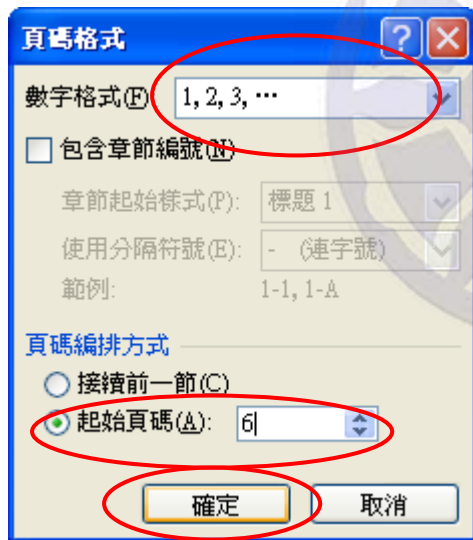 頁碼格式
數字格式(F) 1, 2, 3, …
包含章節編號(N)
章節起始樣式(P): 標題 1
使用分隔符號(E): - (連字號)
範例: 1-1, 1-A
頁碼編排方式
接續前一節(C)
起始頁碼(A): 6
確定 取消